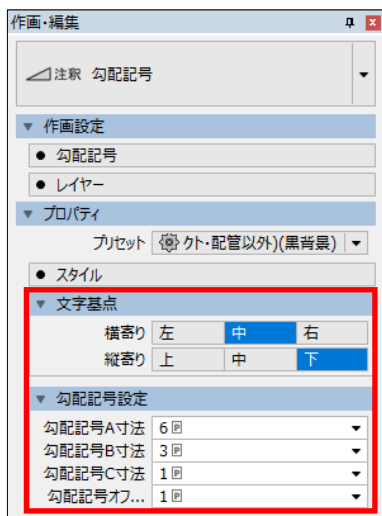 作画・編集
注釈 勾配記号
作画設定
勾配記号
レイヤー
プロパティ
プリセット クト・配管以外)(黒背景)
スタイル
文字基点
横寄り 左 中 右
縦寄り 上 中 下
勾配記号設定
勾配記号A寸法 6 P
勾配記号B寸法 3 P
勾配記号C寸法 1 P
勾配記号オフ... 1 P